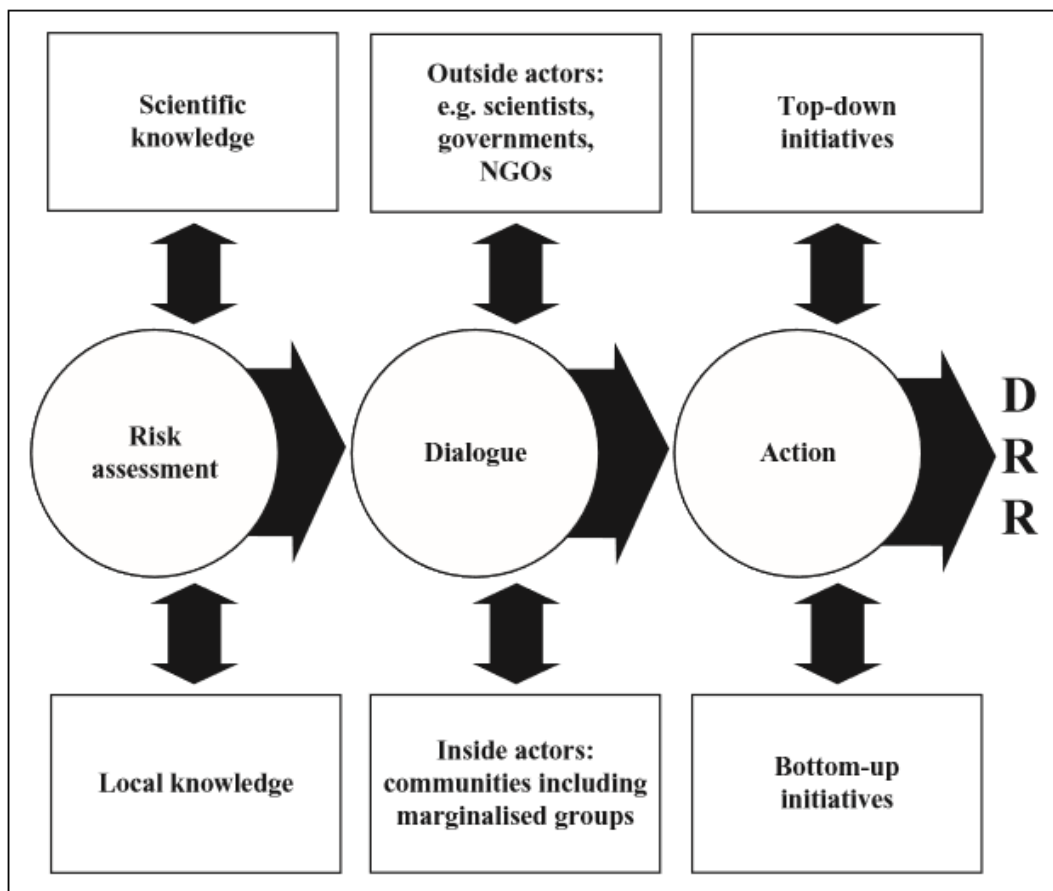 Scientific
knowledge
Outside actors:
e.g. scientists,
governments,
NGOs
Top-down
initiatives
Risk
assessment
Dialogue
Action
D
R
R
Local knowledge
Inside actors:
communities including
marginalised groups
Bottom-up
initiatives